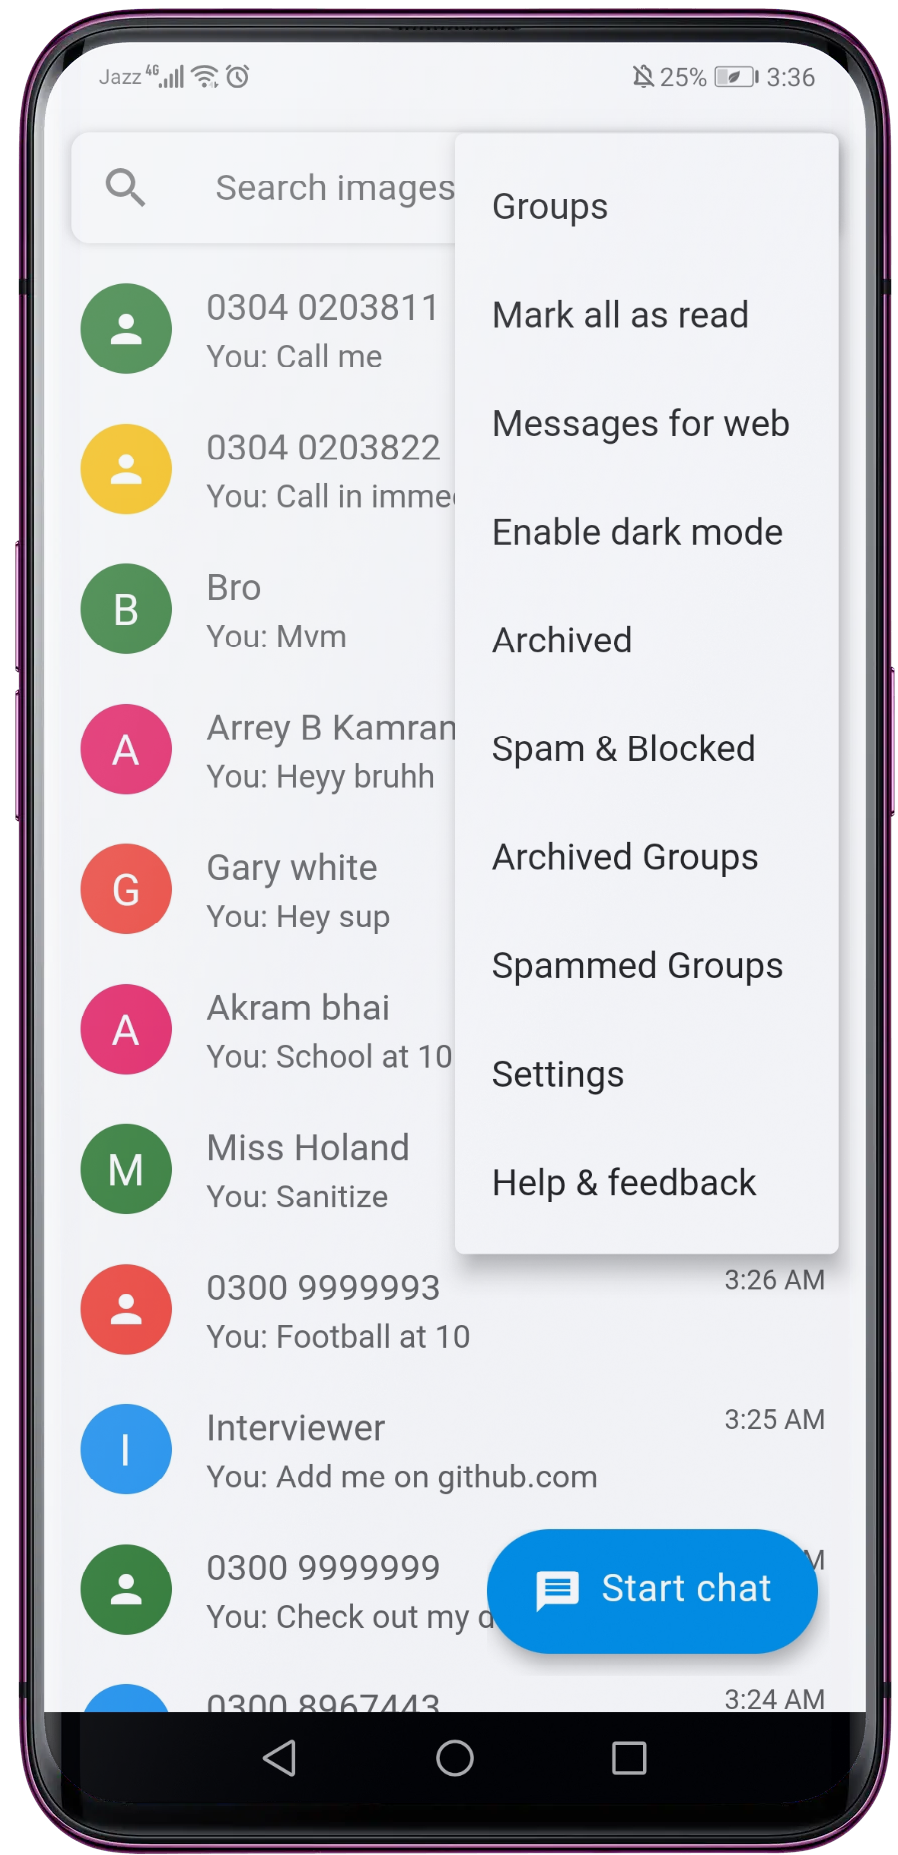 Jazz 4G 25% 3:36
Search images
Groups
Mark all as read
Messages for web
Enable dark mode
Archived
Spam & Blocked
Archived Groups
Spammed Groups
Settings
Help & feedback
0304 0203811
You: Call me
0304 0203822
You: Call in
B
Bro
You: Mvm
A
Arrey B Kamran
You: Heyy bruhh
G
Gary white
You: Hey sup
A
Akram bhai
You: School at 10
M
Miss Holand
You: Sanitize
0300 9999993
3:26 AM
You: Football at 10
I
Interviewer
3:25 AM
You: Add me on github.com
0300 9999999
You: Check out my
Start chat
0300 8967443
3:24 AM